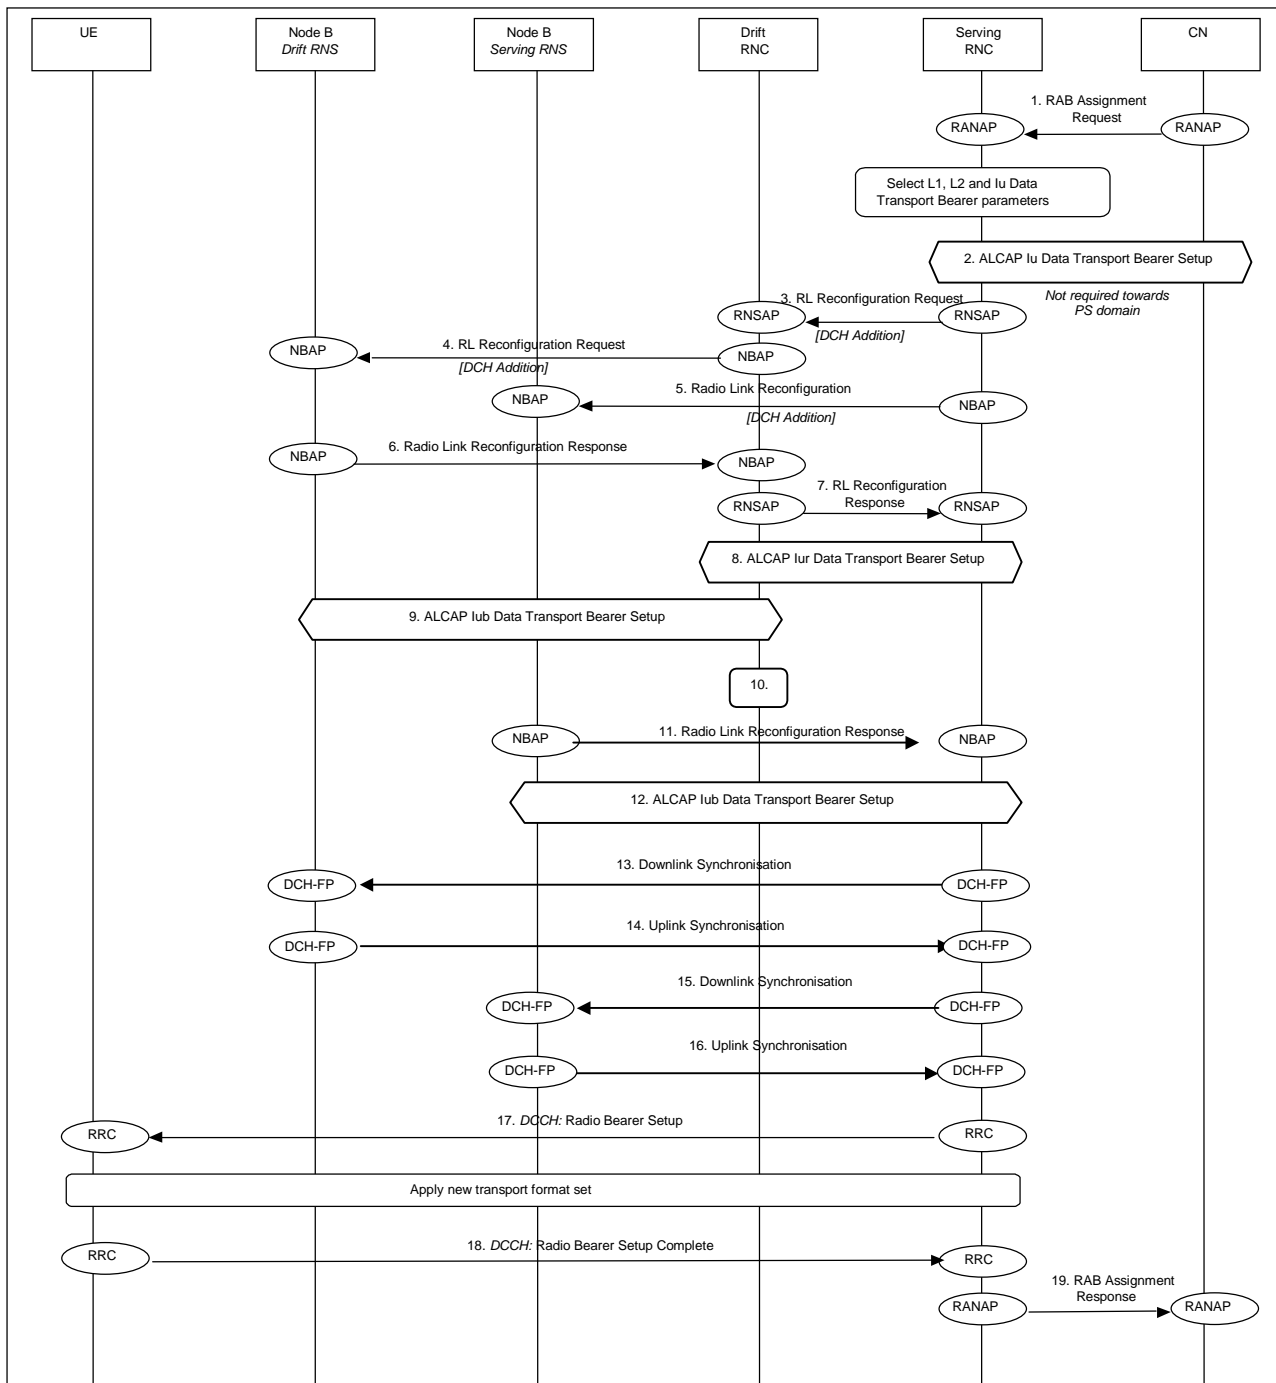 UE
Node B
Drift RNS
Node B
Serving RNS
Drift
RNC
Serving
RNC
CN
1. RAB Assignment
Request
RANAP
RANAP
Select L1, L2 and Iu Data
Transport Bearer parameters
2. ALCAP Iu Data Transport Bearer Setup
Not required towards
PS domain
3. RL Reconfiguration Request
RNSAP
RNSAP
[DCH Addition]
4. RL Reconfiguration Request
NBAP
NBAP
[DCH Addition]
5. Radio Link Reconfiguration
NBAP
NBAP
[DCH Addition]
6. Radio Link Reconfiguration Response
NBAP
NBAP
7. RL Reconfiguration
Response
RNSAP
RNSAP
8. ALCAP Iur Data Transport Bearer Setup
9. ALCAP Iub Data Transport Bearer Setup
10.
11. Radio Link Reconfiguration Response
NBAP
NBAP
12. ALCAP Iub Data Transport Bearer Setup
13. Downlink Synchronisation
DCH-FP
DCH-FP
14. Uplink Synchronisation
DCH-FP
DCH-FP
15. Downlink Synchronisation
DCH-FP
DCH-FP
16. Uplink Synchronisation
DCH-FP
DCH-FP
17. DCCH: Radio Bearer Setup
RRC
RRC
Apply new transport format set
18. DCCH: Radio Bearer Setup Complete
RRC
RRC
19. RAB Assignment
Response
RANAP
RANAP